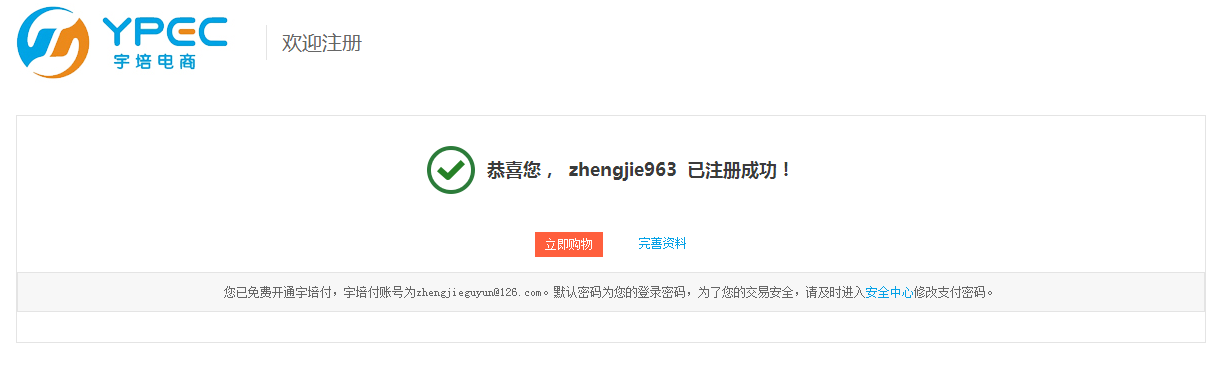 YPEC
宇培电商
欢迎注册
恭喜您， zhengjie963 已注册成功！
立即购物 完善资料
您已免费开通宇培付，宇培付账号为zhengjieguyun@126.com。默认密码为您的登录密码，为了您的交易安全，请及时进入安全中心修改支付密码。